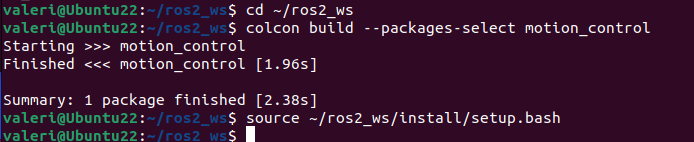 valeri@Ubuntu22:~/ros2_ws$ cd ~/ros2_ws
valeri@Ubuntu22:~/ros2_ws$ colcon build --packages-select motion_control
Starting >>> motion_control
Finished <<< motion_control [1.96s]

Summary: 1 package finished [2.38s]
valeri@Ubuntu22:~/ros2_ws$ source ~/ros2_ws/install/setup.bash
valeri@Ubuntu22:~/ros2_ws$